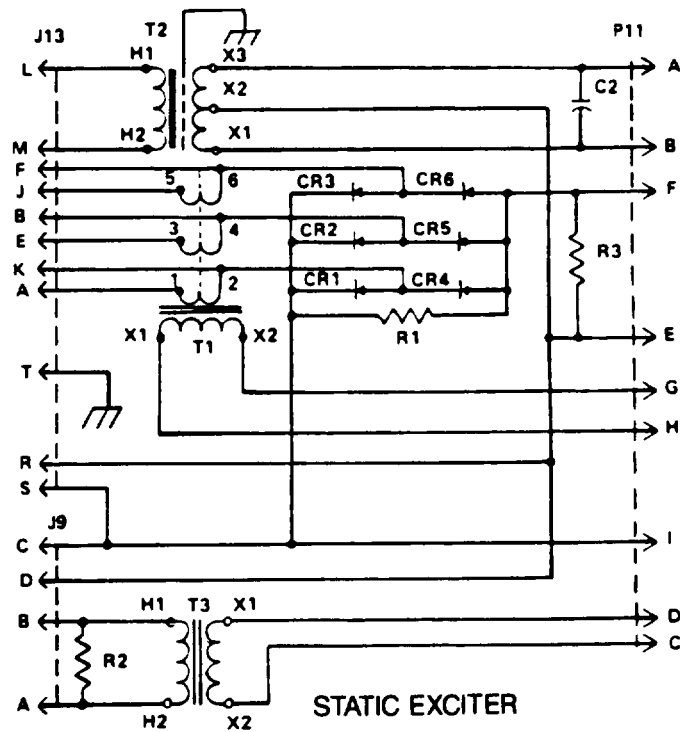 J13 T2 P11
H1 X3
L A
X2 C2
H2 X1
M B
F
5 6 CR3 CR6 F
J
B
3 4 CR2 CR5
E R3
K
1 2 CR1 CR4
A
R1
X1 T1 X2 E
T
G
H
R
S
J9
C I
D
H1 T3 X1
B D
C
R2
A
H2 X2
STATIC EXCITER